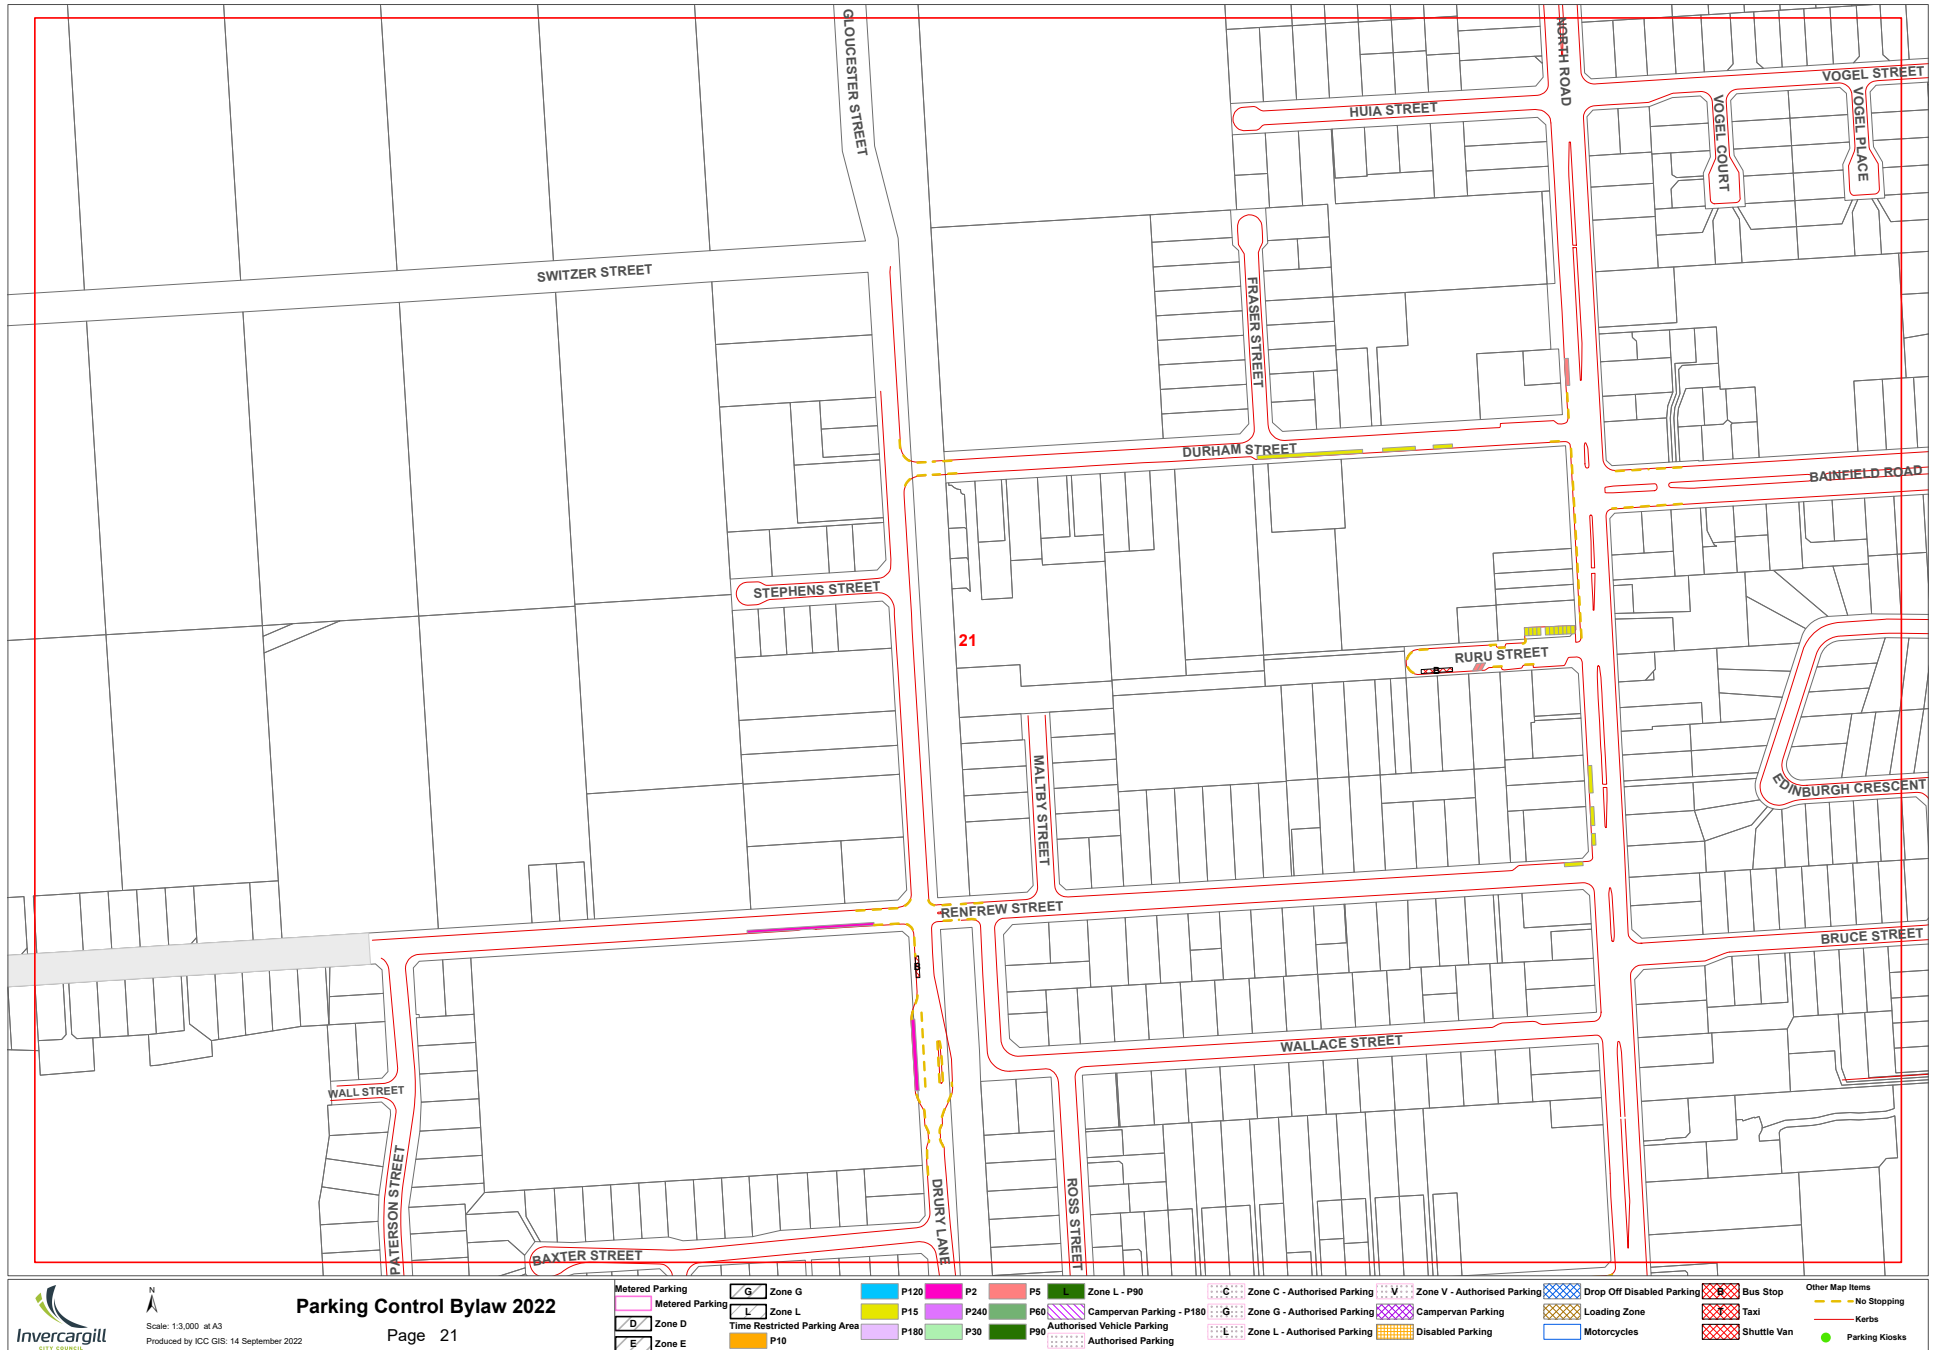 GLOUCESTER STREET
NORTH ROAD
VOGEL STREET
HUIA STREET
VOGEL COURT
VOGEL PLACE
SWITZER STREET
FRASER STREET
DURHAM STREET
BAINFIELD ROAD
STEPHENS STREET
21
RURU STREET
B
MALTBY STREET
EDINBURGH CRESCENT
RENFREW STREET
BRUCE STREET
B
WALLACE STREET
WALL STREET
PATERSON STREET
DRURY LANE
ROSS STREET
BAXTER STREET
Invercargill
CITY COUNCIL
N
Scale: 1:3,000 at A3
Produced by ICC GIS: 14 September 2022
Parking Control Bylaw 2022
Page 21
Metered Parking
Metered Parking
D Zone D
E Zone E
G Zone G
L Zone L
Time Restricted Parking Area
P10
P120
P15
P180
P2
P240
P30
P5
P60
P90
L Zone L - P90
Campervan Parking - P180
Authorised Vehicle Parking
Authorised Parking
C Zone C - Authorised Parking
G Zone G - Authorised Parking
L Zone L - Authorised Parking
V Zone V - Authorised Parking
Campervan Parking
Disabled Parking
Drop Off Disabled Parking
Loading Zone
Motorcycles
B Bus Stop
T Taxi
Shuttle Van
Other Map Items
No Stopping
Kerbs
Parking Kiosks